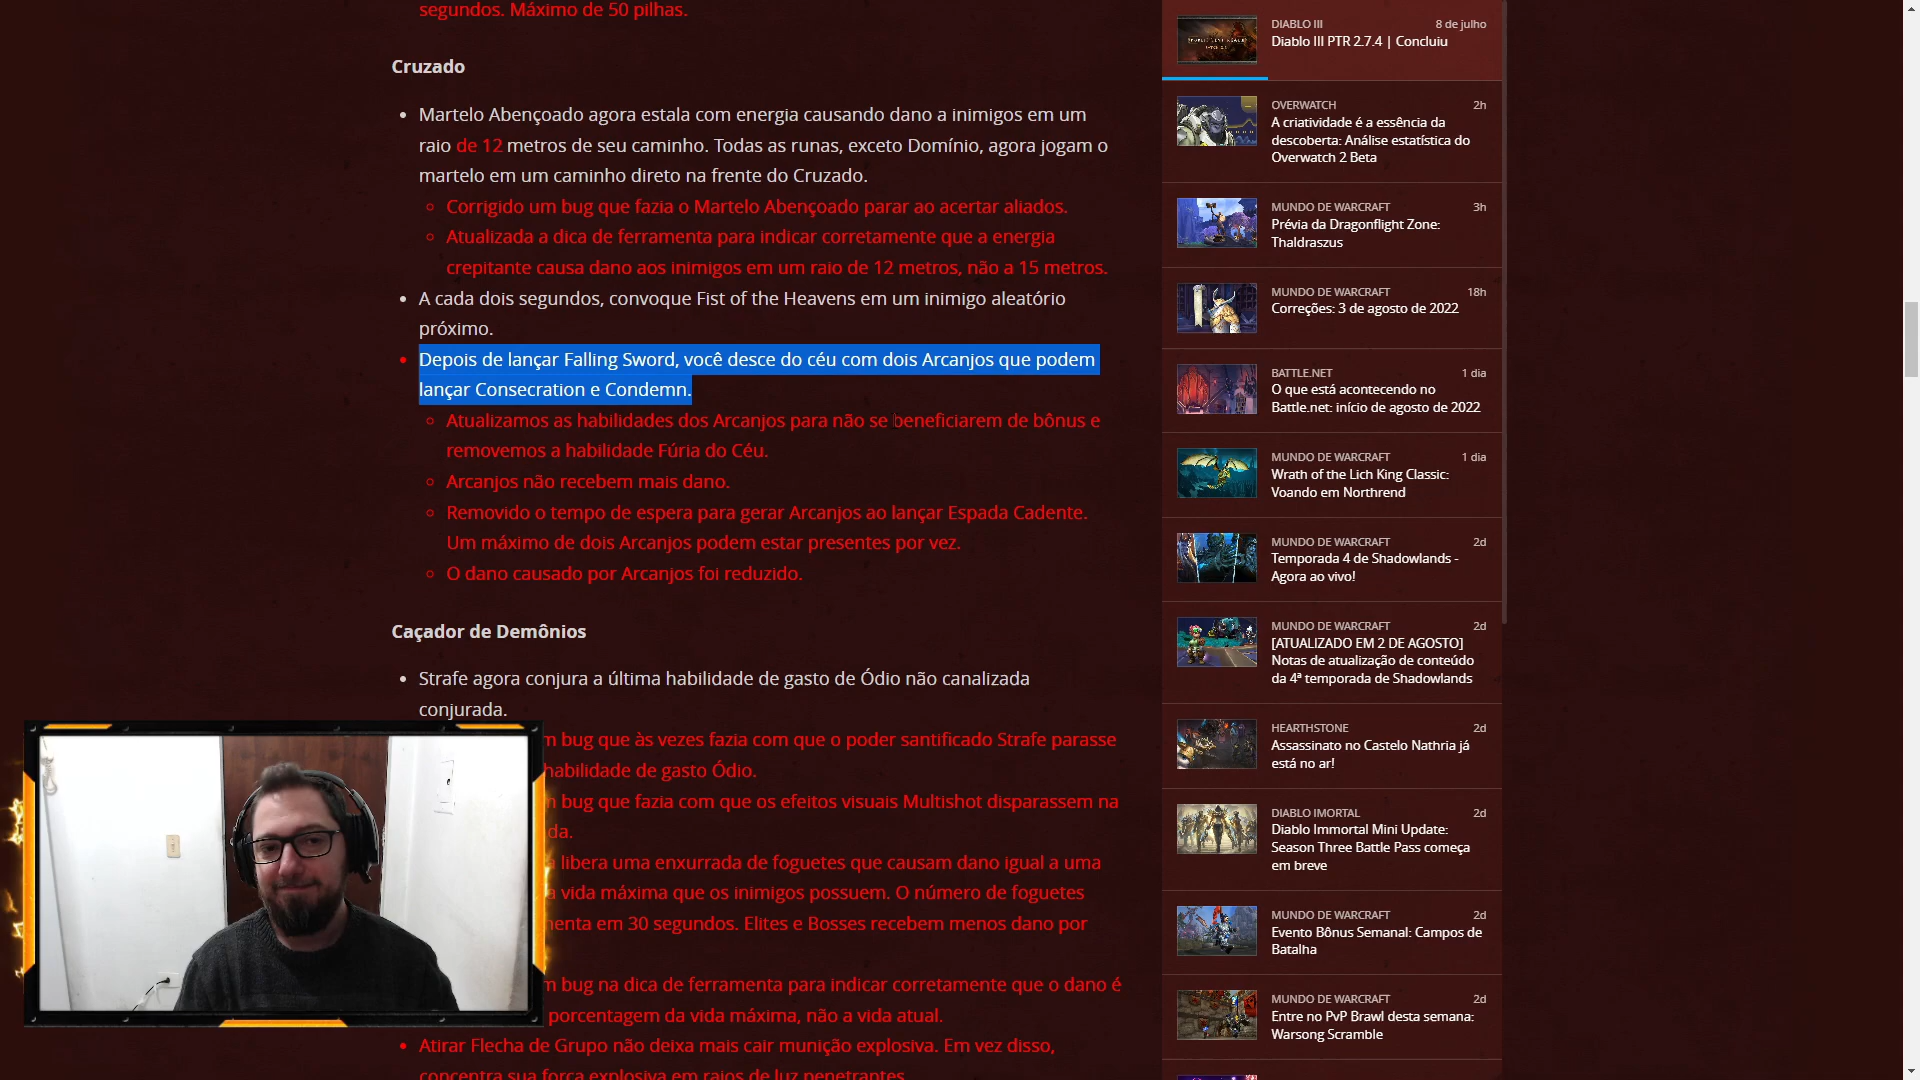 segundos. Máximo de 50 pilhas.
Cruzado
Martelo Abençoado agora estala com energia causando dano a inimigos em um
raio de 12 metros de seu caminho. Todas as runas, exceto Domínio, agora jogam o
martelo em um caminho direto na frente do Cruzado.
Corrigido um bug que fazia o Martelo Abençoado parar ao acertar aliados.
Atualizada a dica de ferramenta para indicar corretamente que a energia
crepitante causa dano aos inimigos em um raio de 12 metros, não a 15 metros.
A cada dois segundos, convoque Fist of the Heavens em um inimigo aleatório
próximo.
Depois de lançar Falling Sword, você desce do céu com dois Arcanjos que podem
lançar Consecration e Condemn.
Atualizamos as habilidades dos Arcanjos para não se beneficiarem de bônus e
removemos a habilidade Fúria do Céu.
Arcanjos não recebem mais dano.
Removido o tempo de espera para gerar Arcanjos ao lançar Espada Cadente.
Um máximo de dois Arcanjos podem estar presentes por vez.
O dano causado por Arcanjos foi reduzido.
Caçador de Demônios
Strafe agora conjura a última habilidade de gasto de Ódio não canalizada
conjurada.
bug que às vezes fazia com que o poder santificado Strafe parasse
habilidade de gasto Ódio.
bug que fazia com que os efeitos visuais Multishot disparassem na
da.
libera uma enxurrada de foguetes que causam dano igual a uma
vida máxima que os inimigos possuem. O número de foguetes
menta em 30 segundos. Elites e Bosses recebem menos dano por
bug na dica de ferramenta para indicar corretamente que o dano é
porcentagem da vida máxima, não a vida atual.
Atirar Flecha de Grupo não deixa mais cair munição explosiva. Em vez disso,
concentra sua força explosiva em raios de luz penetrantes.
DIABLO III 8 de julho
Diablo III PTR 2.7.4 | Concluiu
OVERWATCH 2h
A criatividade é a essência da
descoberta: Análise estatística do
Overwatch 2 Beta
MUNDO DE WARCRAFT 3h
Prévia da Dragonflight Zone:
Thaldraszus
MUNDO DE WARCRAFT 18h
Correções: 3 de agosto de 2022
BATTLE.NET 1 dia
O que está acontecendo no
Battle.net: início de agosto de 2022
MUNDO DE WARCRAFT 1 dia
Wrath of the Lich King Classic:
Voando em Northrend
MUNDO DE WARCRAFT 2d
Temporada 4 de Shadowlands -
Agora ao vivo!
MUNDO DE WARCRAFT 2d
[ATUALIZADO EM 2 DE AGOSTO]
Notas de atualização de conteúdo
da 4ª temporada de Shadowlands
HEARTHSTONE 2d
Assassinato no Castelo Nathria já
está no ar!
DIABLO IMORTAL 2d
Diablo Immortal Mini Update:
Season Three Battle Pass começa
em breve
MUNDO DE WARCRAFT 2d
Evento Bônus Semanal: Campos de
Batalha
MUNDO DE WARCRAFT 2d
Entre no PvP Brawl desta semana:
Warsong Scramble